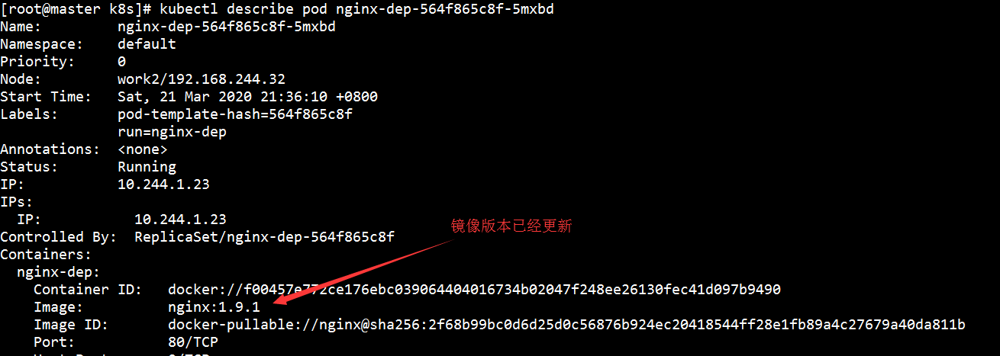 [root@master k8s]# kubectl describe pod nginx-dep-564f865c8f-5mxbd
Name:         nginx-dep-564f865c8f-5mxbd
Namespace:    default
Priority:     0
Node:         work2/192.168.244.32
Start Time:   Sat, 21 Mar 2020 21:36:10 +0800
Labels:       pod-template-hash=564f865c8f
              run=nginx-dep
Annotations:  <none>
Status:       Running
IP:           10.244.1.23
IPs:
  IP:           10.244.1.23
镜像版本已经更新
Controlled By:  ReplicaSet/nginx-dep-564f865c8f
Containers:
  nginx-dep:
    Container ID:   docker://f00457e772ce176ebc039064404016734b02047f248ee26130fec41d097b9490
    Image:          nginx:1.9.1
    Image ID:       docker-pullable://nginx@sha256:2f68b99bc0d6d25d0c56876b924ec20418544ff28e1fb89a4c27679a40da811b
    Port:           80/TCP